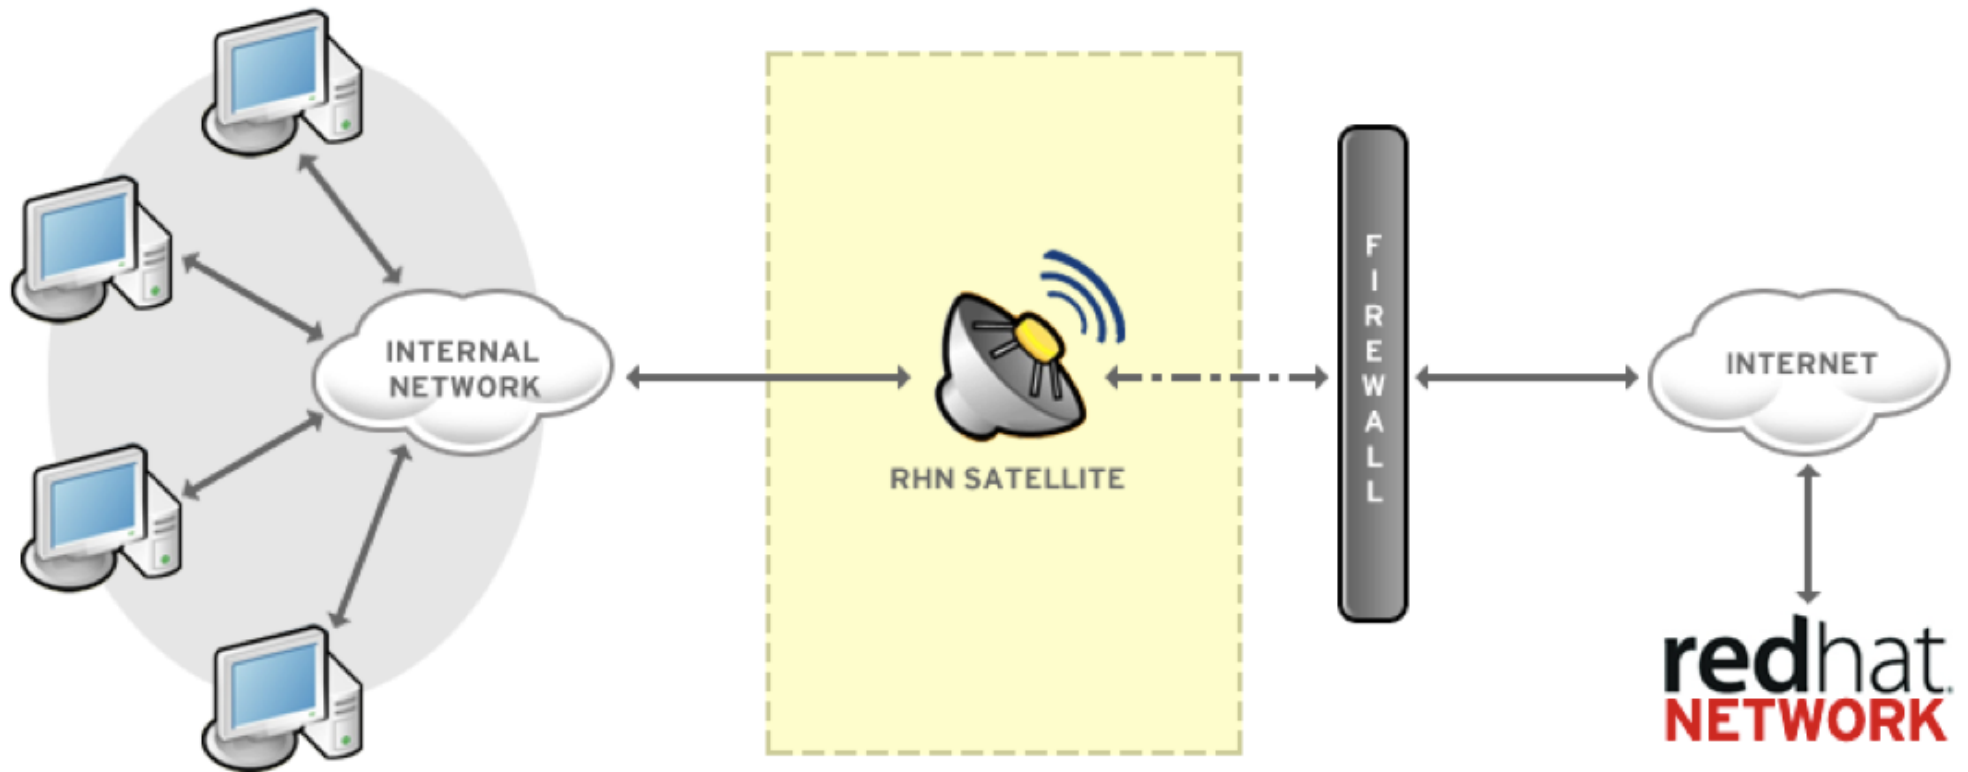 INTERNAL
NETWORK
RHN SATELLITE
FIREWALL
INTERNET
redhat.
NETWORK